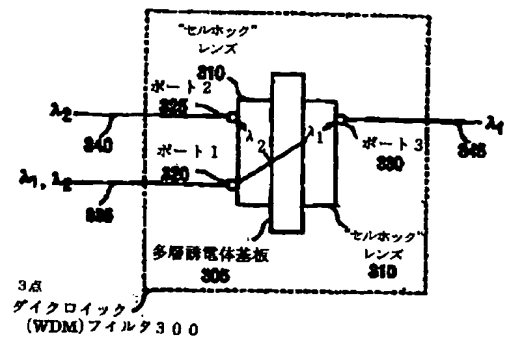 "セルホック"
レンズ
310
ポート2
325
λ2
340
λ2
λ1
λ1
345
ポート3
330
ポート1
320
λ1, λ2
335
多層誘電体基板
305
"セルホック"
レンズ
310
3点
ダイクロイック
(WDM)フィルタ300